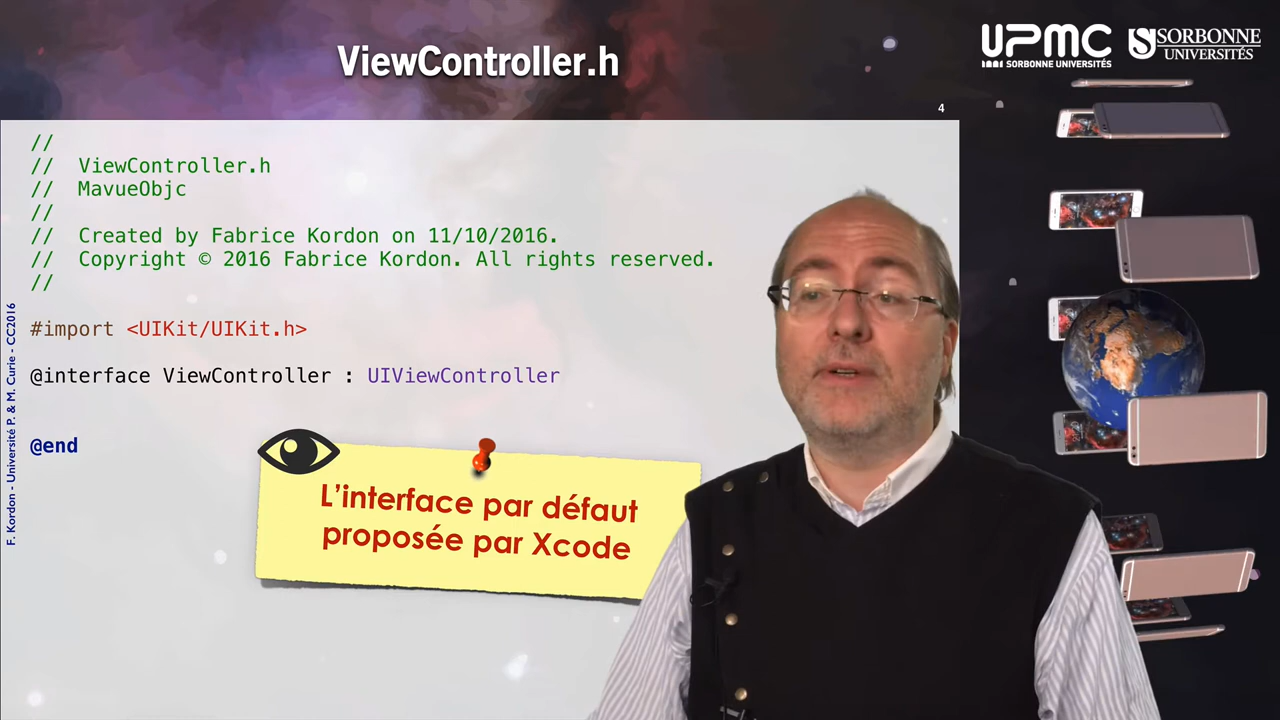 ViewController.h
UPMC
SORBONNE UNIVERSITÉS
SORBONNE
UNIVERSITÉS
4
//
// ViewController.h
// MavueObjc
//
// Created by Fabrice Kordon on 11/10/2016.
// Copyright © 2016 Fabrice Kordon. All rights reserved.
//
#import <UIKit/UIKit.h>
@interface ViewController : UIViewController
@end
L'interface par défaut
proposée par Xcode
F. Kordon - Université P. & M. Curie - CC2016